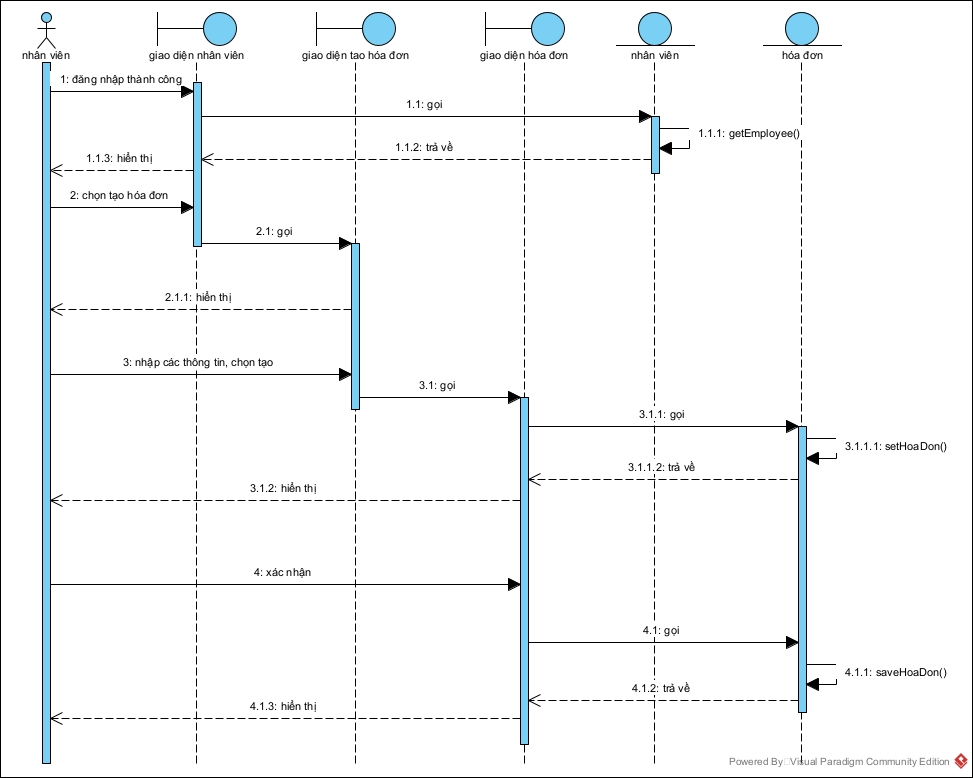 nhân viên
giao diện nhân viên
giao diện tạo hóa đơn
giao diện hóa đơn
nhân viên
hóa đơn
1: đăng nhập thành công
1.1: gọi
1.1.1: getEmployee()
1.1.2: trả về
1.1.3: hiển thị
2: chọn tạo hóa đơn
2.1: gọi
2.1.1: hiển thị
3: nhập các thông tin, chọn tạo
3.1: gọi
3.1.1: gọi
3.1.1.1: setHoaDon()
3.1.1.2: trả về
3.1.2: hiển thị
4: xác nhận
4.1: gọi
4.1.1: saveHoaDon()
4.1.2: trả về
4.1.3: hiển thị
Powered By Visual Paradigm Community Edition